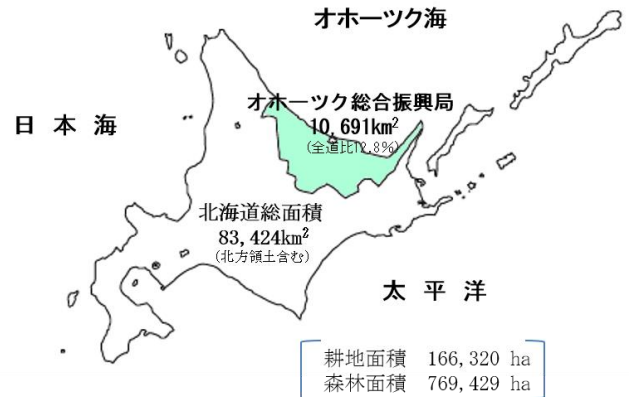 オホーツク海
オホーツク総合振興局
10,691km²
(全道比12.8%)
日本海
北海道総面積
83,424km²
(北方領土含む)
太平洋
耕地面積 166,320 ha
森林面積 769,429 ha